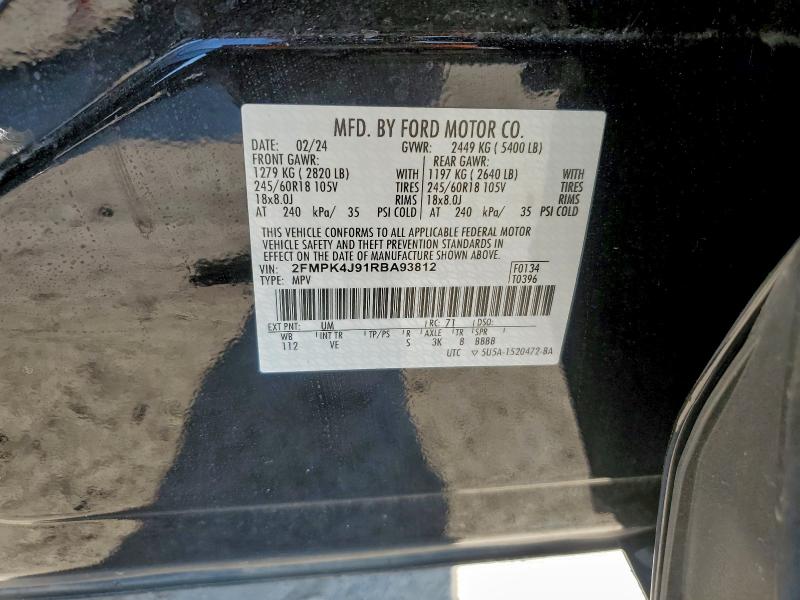 MFD. BY FORD MOTOR CO.
DATE: 02/24 GVWR: 2449 KG ( 5400 LB)
FRONT GAWR: REAR GAWR:
1279 KG ( 2820 LB) WITH 1197 KG ( 2640 LB) WITH
245/60R18 105V TIRES 245/60R18 105V TIRES
18x8.0J RIMS 18x8.0J RIMS
AT 240 kPa/ 35 PSI COLD AT 240 kPa/ 35 PSI COLD
THIS VEHICLE CONFORMS TO ALL APPLICABLE FEDERAL MOTOR
VEHICLE SAFETY AND THEFT PREVENTION STANDARDS IN
EFFECT ON THE DATE OF MANUFACTURE SHOWN ABOVE.
VIN: 2FMPK4J91RBA93812 F0134
TYPE: MPV T0396
EXT PNT: UM RC: 71 DSO:
WB INT TR TP/PS R AXLE TR SPR
112 VE S 3K 8 BBBB
UTC ▽ 5U5A-1520472-BA